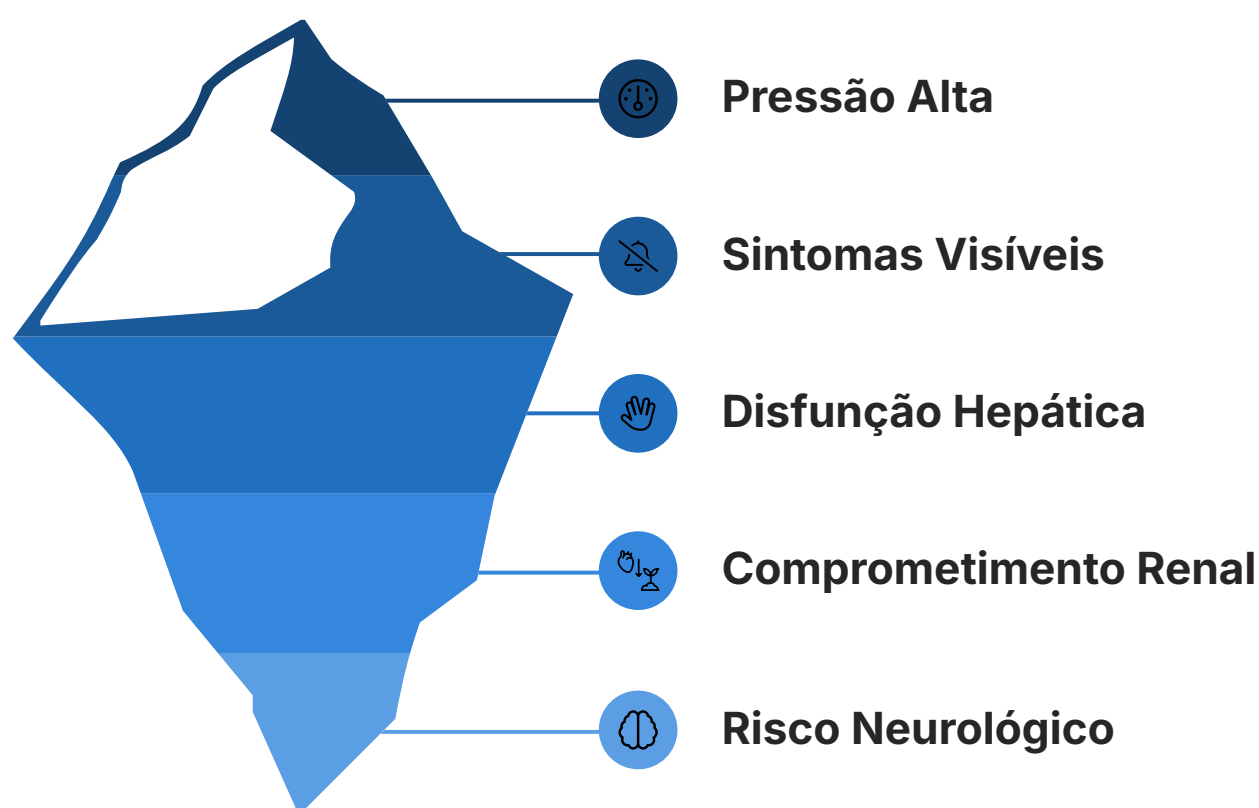 Pressão Alta
Sintomas Visíveis
Disfunção Hepática
Comprometimento Renal
Risco Neurológico